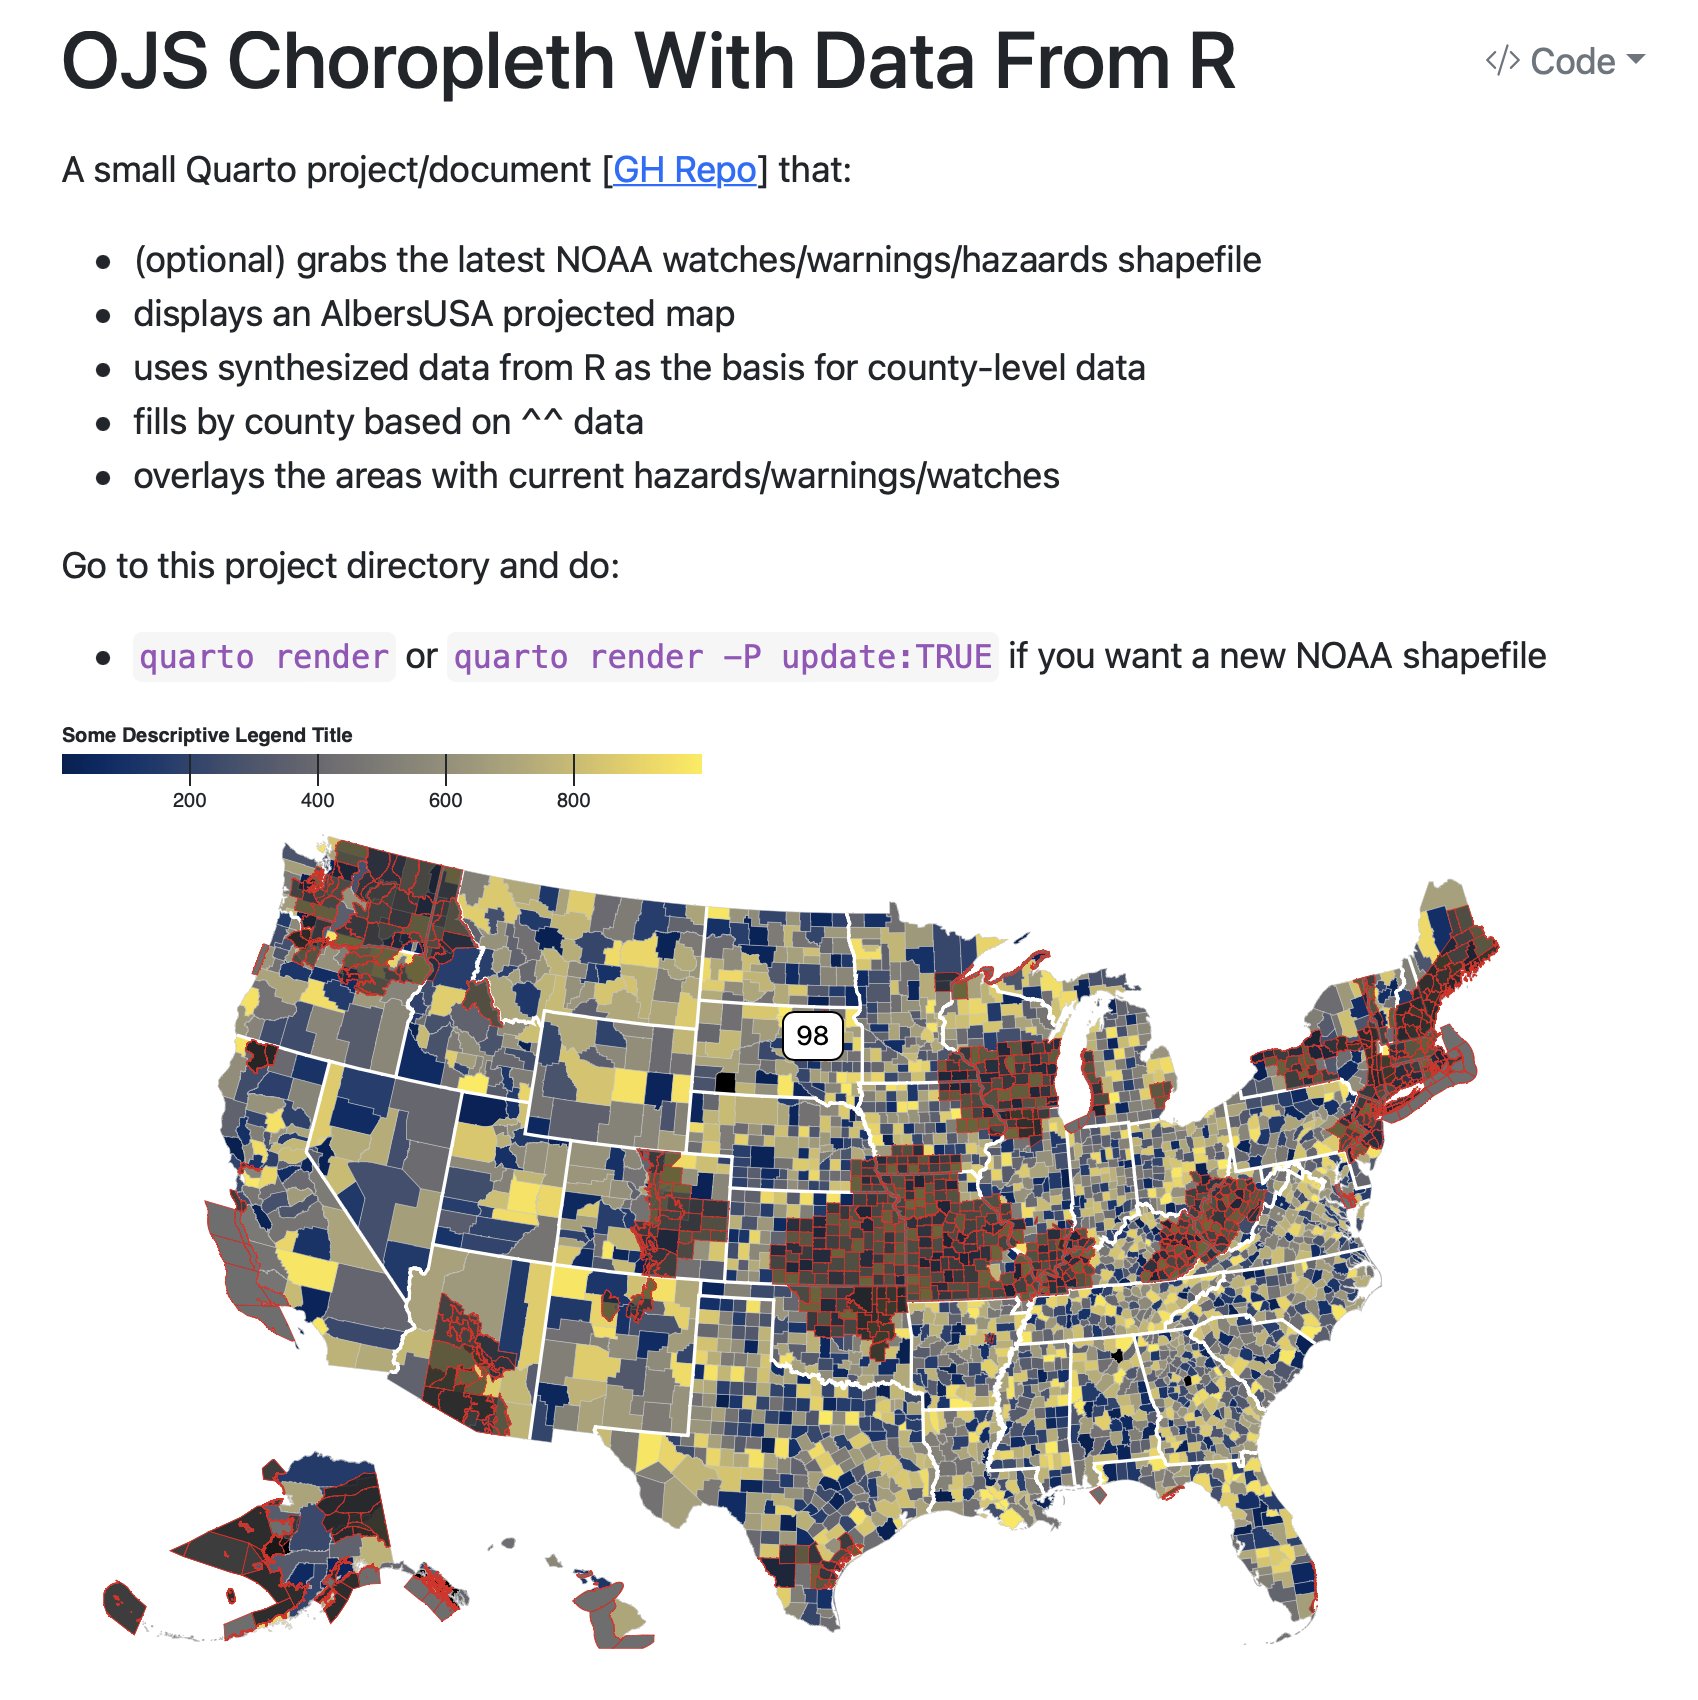 OJS Choropleth With Data From R
</> Code
A small Quarto project/document [GH Repo] that:
(optional) grabs the latest NOAA watches/warnings/hazaards shapefile
displays an AlbersUSA projected map
uses synthesized data from R as the basis for county-level data
fills by county based on ^^ data
overlays the areas with current hazards/warnings/watches
Go to this project directory and do:
quarto render or quarto render -P update:TRUE if you want a new NOAA shapefile
Some Descriptive Legend Title
200 400 600 800
98